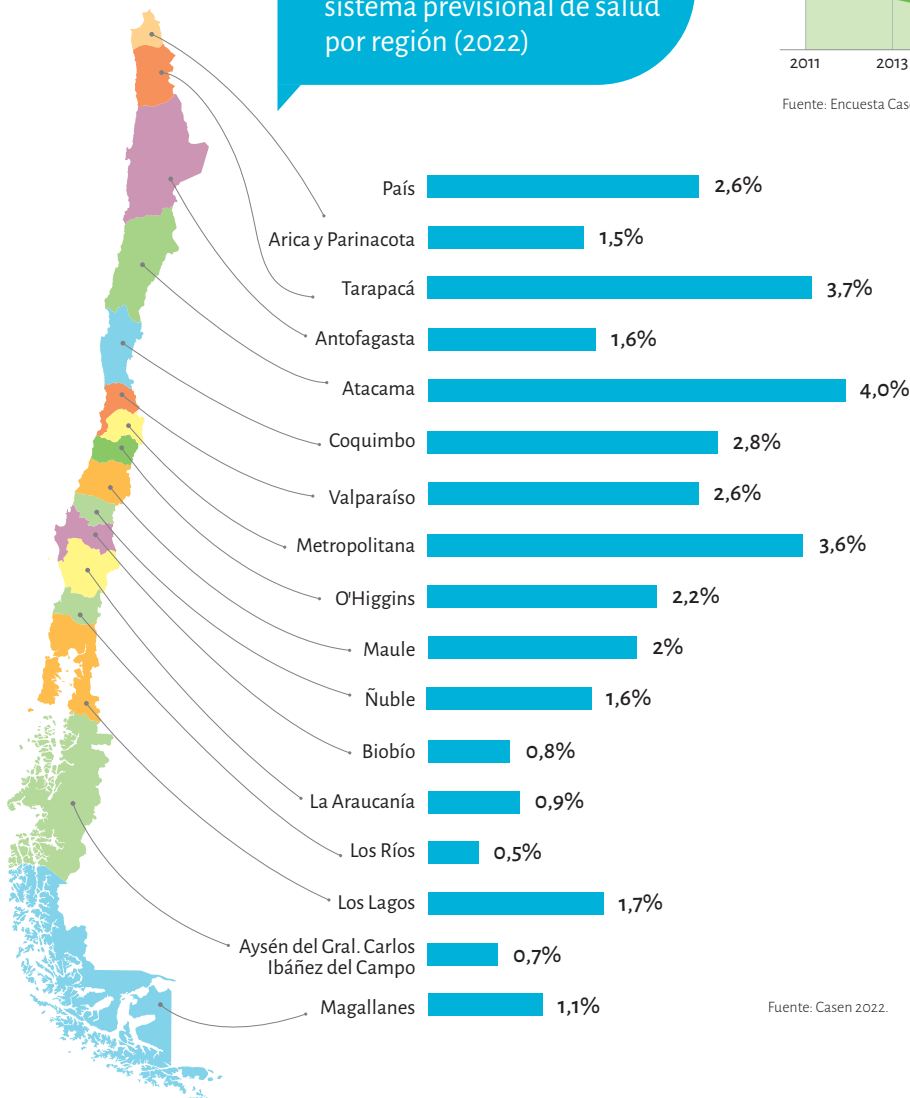 sistema previsional de salud
por región (2022)
2011
2013
Fuente: Encuesta Case
País
2,6%
Arica y Parinacota
1,5%
Tarapacá
3,7%
Antofagasta
1,6%
Atacama
4,0%
Coquimbo
2,8%
Valparaíso
2,6%
Metropolitana
3,6%
O'Higgins
2,2%
Maule
2%
Ñuble
1,6%
Biobío
0,8%
La Araucanía
0,9%
Los Ríos
0,5%
Los Lagos
1,7%
Aysén del Gral. Carlos
Ibáñez del Campo
0,7%
Magallanes
1,1%
Fuente: Casen 2022.